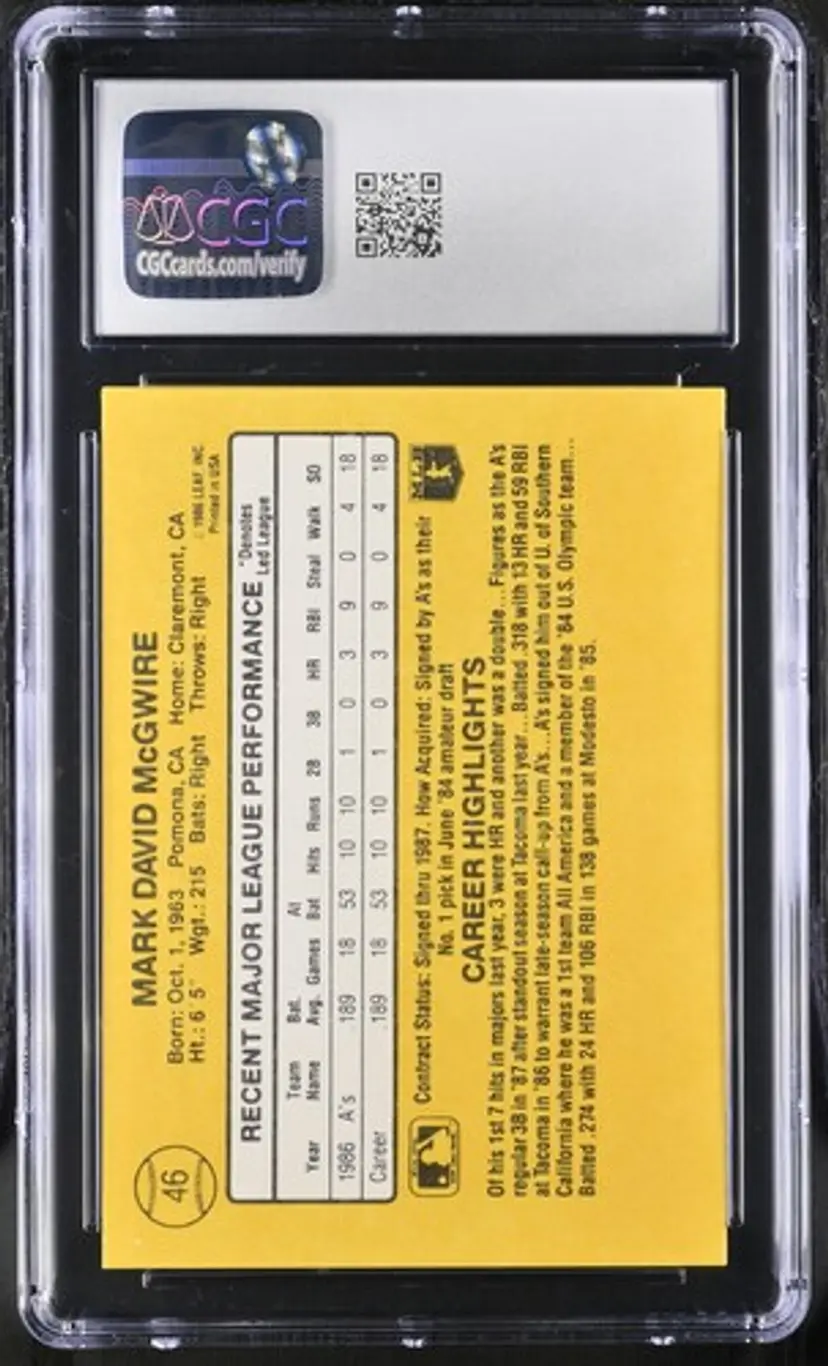 CGC
CGCcards.com/verify
46
MARK DAVID McGWIRE
Born: Oct. 1, 1963 Pomona, CA Home: Claremont, CA
Ht.: 6' 5" Wgt.: 215 Bats: Right Throws: Right
© 1986 LEAF, INC.
Printed in USA
RECENT MAJOR LEAGUE PERFORMANCE
*Denotes
Led League
Year Team Name Bat. Avg. Games At Bat Hits Runs 2B 3B HR RBI Steal Walk SO
1986 A's .189 18 53 10 10 1 0 3 9 0 4 18
Career .189 18 53 10 10 1 0 3 9 0 4 18
Contract Status: Signed thru 1987. How Acquired: Signed by A's as their
No. 1 pick in June '84 amateur draft
CAREER HIGHLIGHTS
Of his 1st 7 hits in majors last year, 3 were HR and another was a double...Figures as the A's
regular 3B in '87 after standout season at Tacoma last year...Batted .318 with 13 HR and 59 RBI
at Tacoma in '86 to warrant late-season call-up from A's...A's signed him out of U. of Southern
California where he was a 1st team All America and a member of the '84 U.S. Olympic team...
Batted .274 with 24 HR and 106 RBI in 138 games at Modesto in '85.